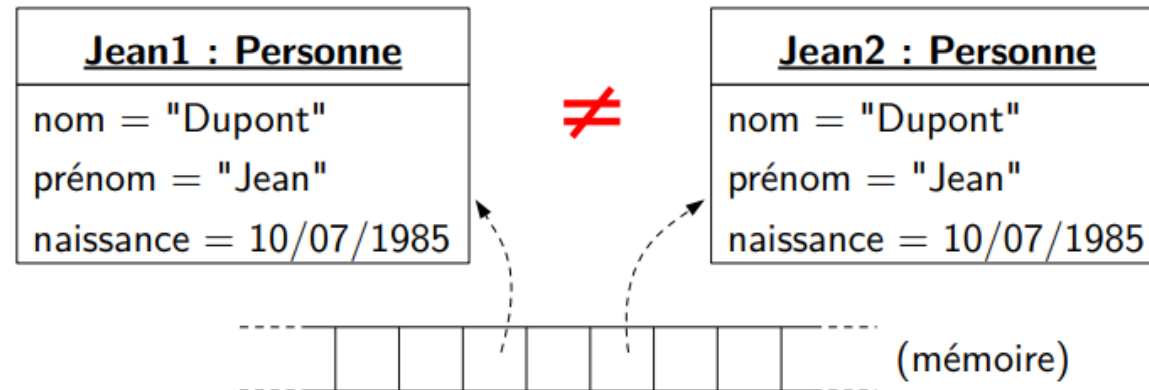 Jean1 : Personne
nom = "Dupont"
prénom = "Jean"
naissance = 10/07/1985
≠
Jean2 : Personne
nom = "Dupont"
prénom = "Jean"
naissance = 10/07/1985
(mémoire)